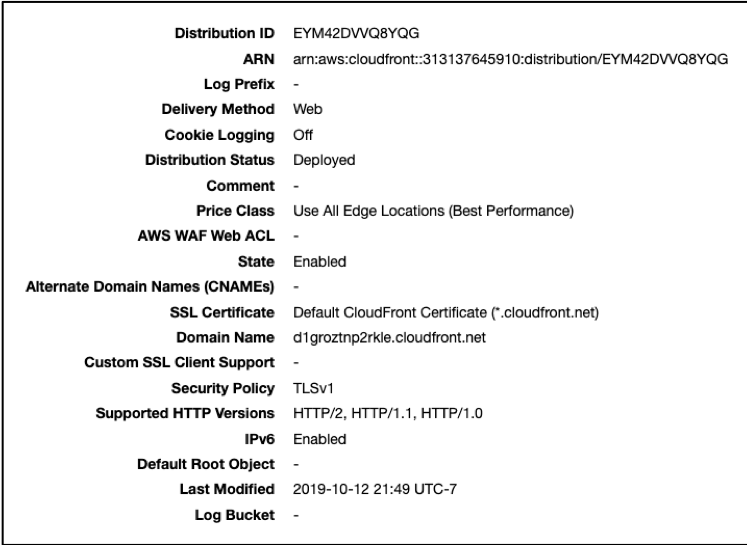 Distribution ID EYM42DVVQ8YQG
ARN arn:aws:cloudfront::313137645910:distribution/EYM42DVVQ8YQG
Log Prefix -
Delivery Method Web
Cookie Logging Off
Distribution Status Deployed
Comment -
Price Class Use All Edge Locations (Best Performance)
AWS WAF Web ACL -
State Enabled
Alternate Domain Names (CNAMEs) -
SSL Certificate Default CloudFront Certificate (*.cloudfront.net)
Domain Name d1groztnp2rkle.cloudfront.net
Custom SSL Client Support -
Security Policy TLSv1
Supported HTTP Versions HTTP/2, HTTP/1.1, HTTP/1.0
IPv6 Enabled
Default Root Object -
Last Modified 2019-10-12 21:49 UTC-7
Log Bucket -